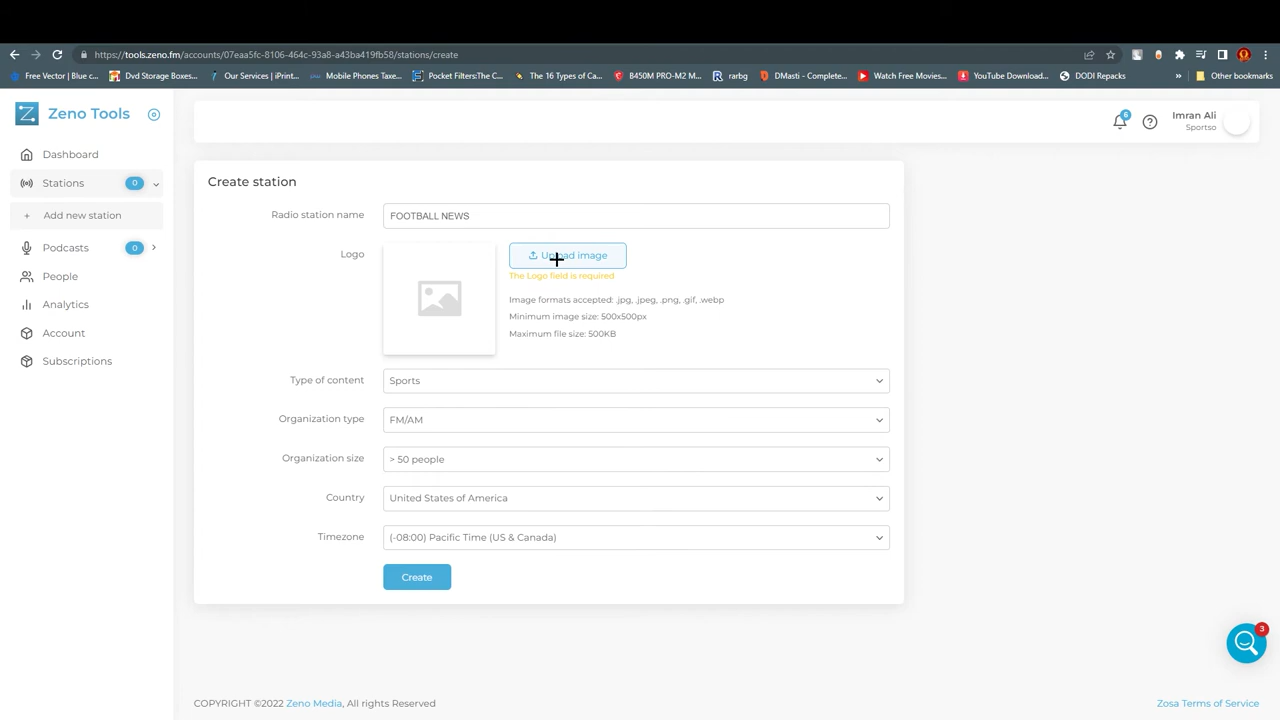 https://tools.zeno.fm/accounts/07eaa5fc-8106-464c-93a8-a43ba419fb58/stations/create
Free Vector | Blue c...
Dvd Storage Boxes...
Our Services | iPrint...
Mobile Phones Taxe...
Pocket Filters:The C...
The 16 Types of Ca...
B450M PRO-M2 M...
rarbg
DMasti - Complete...
Watch Free Movies...
YouTube Download...
DODI Repacks
»
Other bookmarks
Zeno Tools
6
Imran Ali
Sportso
Dashboard
Stations 0
+ Add new station
Podcasts 0
People
Analytics
Account
Subscriptions
Create station
Radio station name FOOTBALL NEWS
Logo
Upload image
The Logo field is required
Image formats accepted: .jpg, .jpeg, .png, .gif, .webp
Minimum image size: 500x500px
Maximum file size: 500KB
Type of content Sports
Organization type FM/AM
Organization size > 50 people
Country United States of America
Timezone (-08:00) Pacific Time (US & Canada)
Create
3
COPYRIGHT ©2022 Zeno Media, All rights Reserved
Zosa Terms of Service